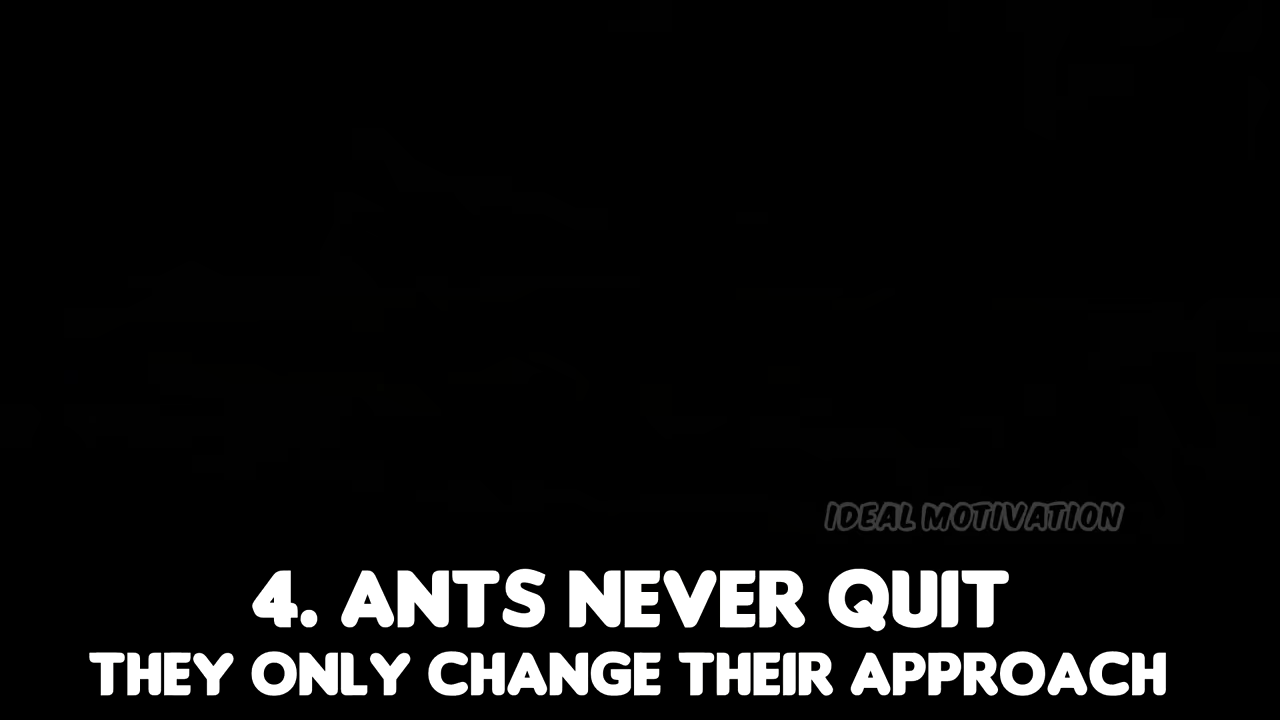 IDEAL MOTIVATION
4. ANTS NEVER QUIT
THEY ONLY CHANGE THEIR APPROACH